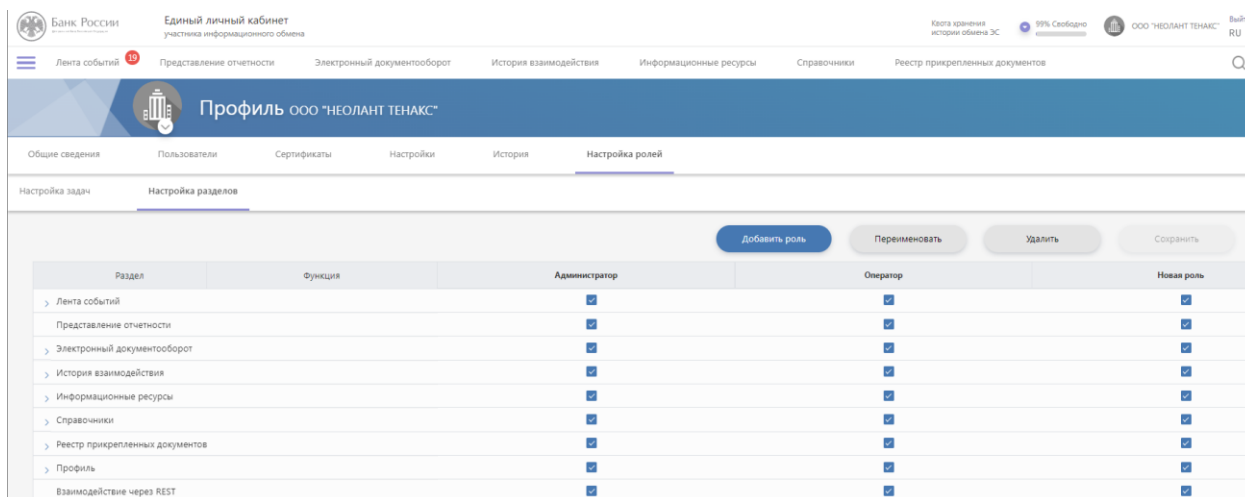 Банк России
Единый личный кабинет
участника информационного обмена
Квота хранения
истории обмена ЭС
99% Свободно
ООО "НЕОЛАНТ ТЕНАКС"
RU
Лента событий 19 Представление отчетности Электронный документооборот История взаимодействия Информационные ресурсы Справочники Реестр прикрепленных документов
Профиль ООО "НЕОЛАНТ ТЕНАКС"
Общие сведения Пользователи Сертификаты Настройки История Настройка ролей
Настройка задач Настройка разделов
Добавить роль Переименовать Удалить Сохранить
Раздел Функция Администратор Оператор Новая роль
Лента событий
Представление отчетности
Электронный документооборот
История взаимодействия
Информационные ресурсы
Справочники
Реестр прикрепленных документов
Профиль
Взаимодействие через REST